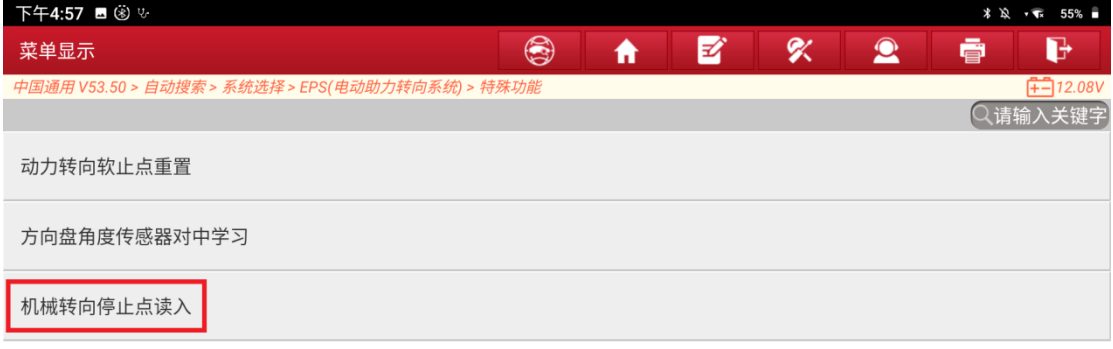 下午4:57 55%
菜单显示
中国通用 V53.50 > 自动搜索 > 系统选择 > EPS(电动助力转向系统) > 特殊功能 12.08V
请输入关键字
动力转向软止点重置
方向盘角度传感器对中学习
机械转向停止点读入